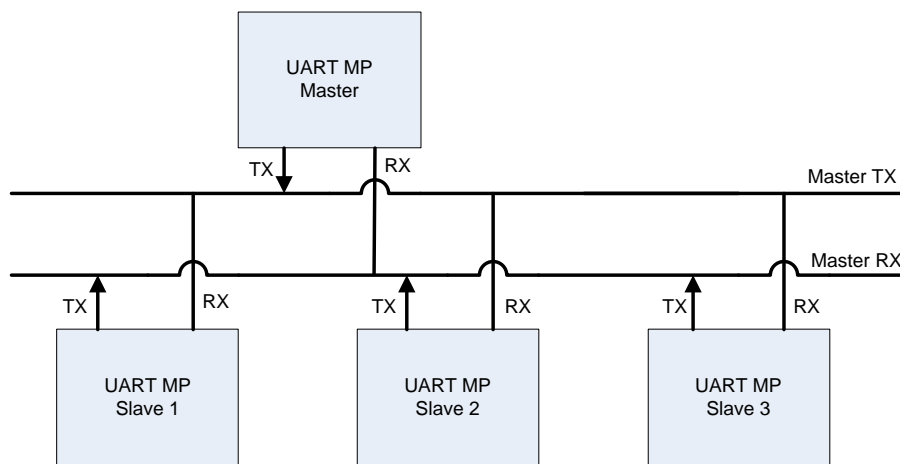 UART MP
Master
TX
RX
Master TX
Master RX
TX
RX
TX
RX
TX
RX
UART MP
Slave 1
UART MP
Slave 2
UART MP
Slave 3